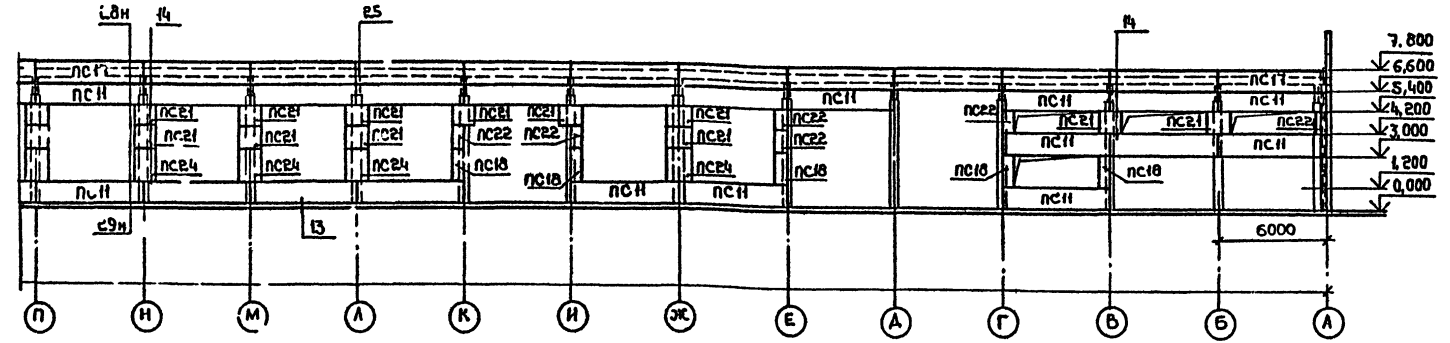 14 25 14
7.800
6,600
5,400
4,200
3,000
1,200
0,000
ПС17 ПС17
ПС11 ПС11 ПС11 ПС11
ПС21 ПС21 ПС21 ПС21 ПС21 ПС21 ПС22 ПС22 ПС21 ПС21 ПС22
ПС21 ПС21 ПС21 ПС22 ПС22 ПС21 ПС22 ПС11 ПС11
ПС24 ПС24 ПС24 ПС18 ПС18 ПС24 ПС18 ПС18 ПС18
ПС11 ПС11 ПС11 ПС11 ПС11
13
6000
П Н М Л К И Ж Е Д Г В Б А